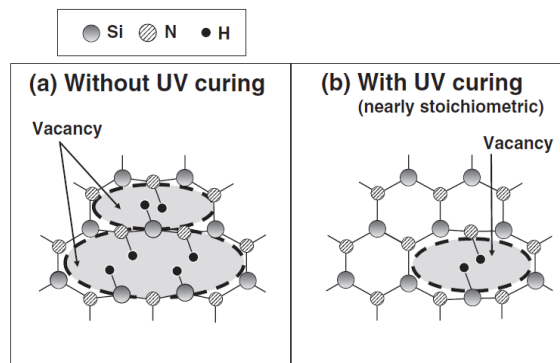 Si N H
(a) Without UV curing
Vacancy
(b) With UV curing
(nearly stoichiometric)
Vacancy